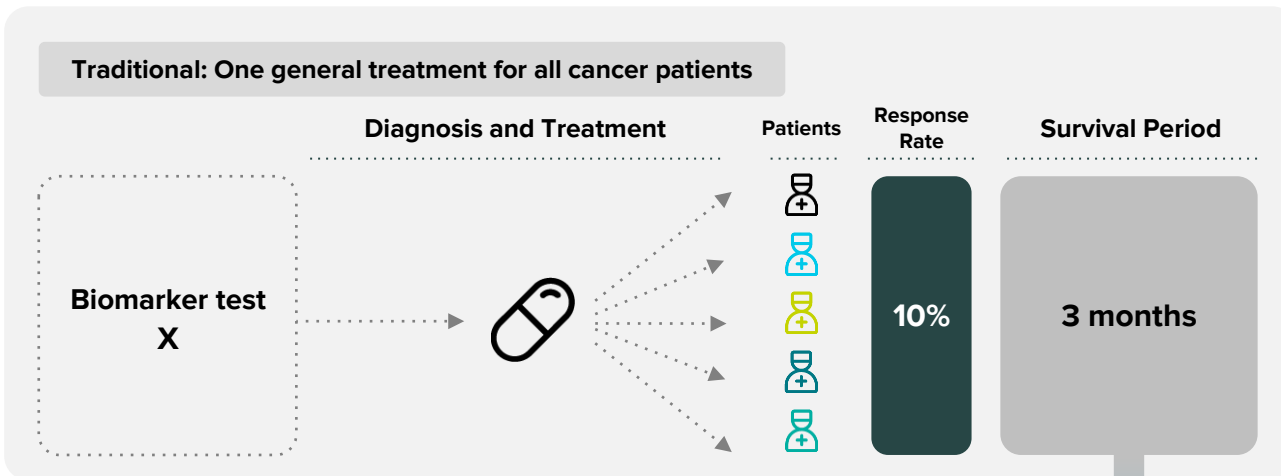 Traditional: One general treatment for all cancer patients
Diagnosis and Treatment
Patients
Response
Rate
Survival Period
Biomarker test
X
10%
3 months